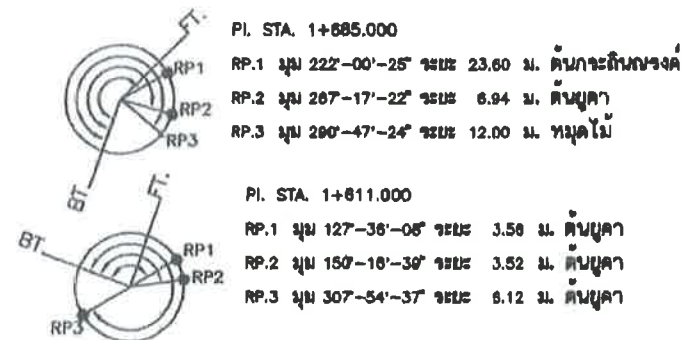 FT.
RP1
RP2
RP3
BT
PI. STA. 1+685.000
RP.1 มุม 222°-00'-25" ระยะ 23.60 ม. ต้นกระถินณรงค์
RP.2 มุม 267°-17'-22" ระยะ 6.94 ม. ต้นยูคา
RP.3 มุม 290°-47'-24" ระยะ 12.00 ม. หมุดไม้
FT.
BT
RP1
RP2
RP3
PI. STA. 1+611.000
RP.1 มุม 127°-36'-05" ระยะ 3.56 ม. ต้นยูคา
RP.2 มุม 150°-16'-39" ระยะ 3.52 ม. ต้นยูคา
RP.3 มุม 307°-54'-37" ระยะ 6.12 ม. ต้นยูคา